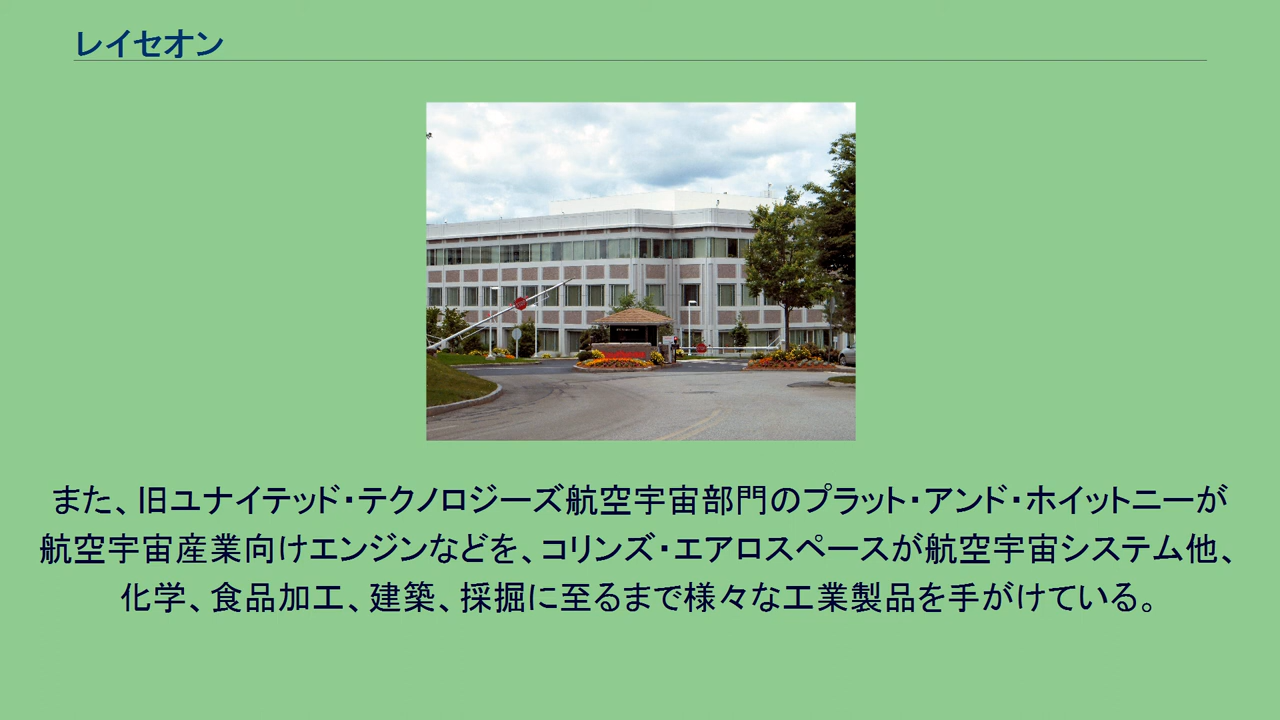 レイセオン
また、旧ユナイテッド・テクノロジーズ航空宇宙部門のプラット・アンド・ホイットニーが
航空宇宙産業向けエンジンなどを、コリンズ・エアロスペースが航空宇宙システム他、
化学、食品加工、建築、採掘に至るまで様々な工業製品を手がけている。